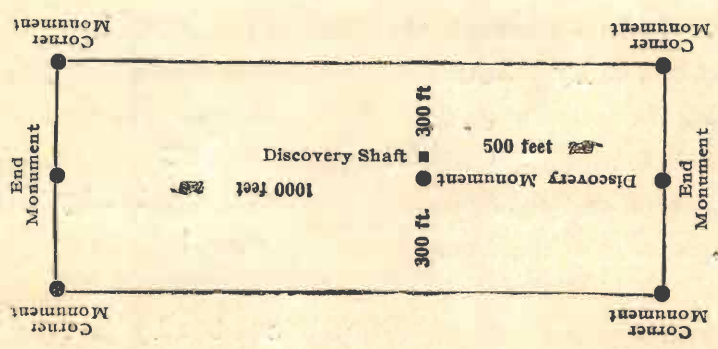 Corner
Monument
Corner
Monument
300 ft
500 feet
Discovery Shaft
End
Monument
1000 feet
Discovery Monument
End
Monument
300 ft.
Corner
Monument
Corner
Monument